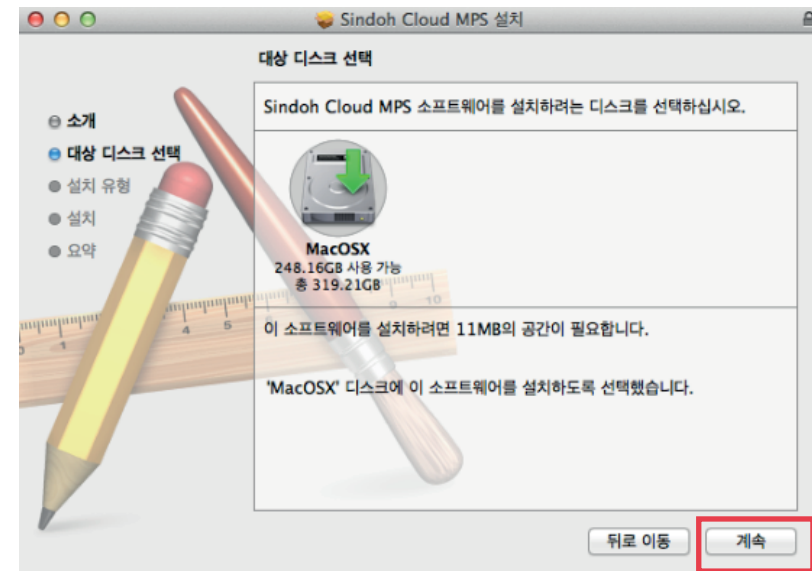 Sindoh Cloud MPS 설치
대상 디스크 선택
소개
대상 디스크 선택
설치 유형
설치
요약
Sindoh Cloud MPS 소프트웨어를 설치하려는 디스크를 선택하십시오.
MacOSX
248.16GB 사용 가능
총 319.21GB
이 소프트웨어를 설치하려면 11MB의 공간이 필요합니다.
'MacOSX' 디스크에 이 소프트웨어를 설치하도록 선택했습니다.
1 4 5 9 10
뒤로 이동
계속